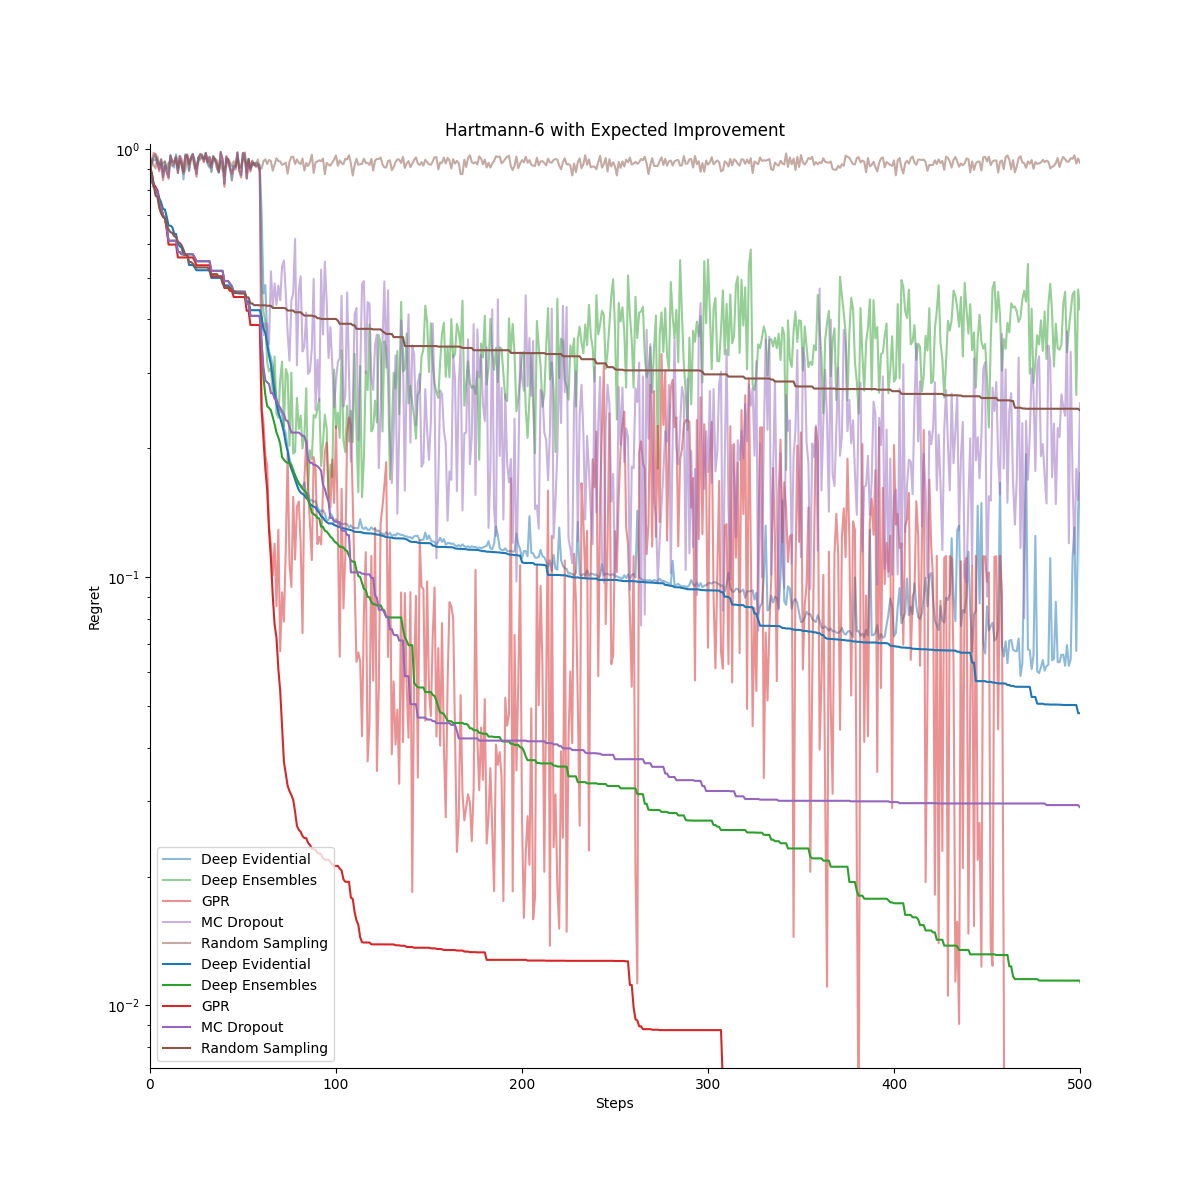 Hartmann-6 with Expected Improvement
10⁰
10⁻¹
10⁻²
Regret
Deep Evidential
Deep Ensembles
GPR
MC Dropout
Random Sampling
Deep Evidential
Deep Ensembles
GPR
MC Dropout
Random Sampling
0 100 200 300 400 500
Steps